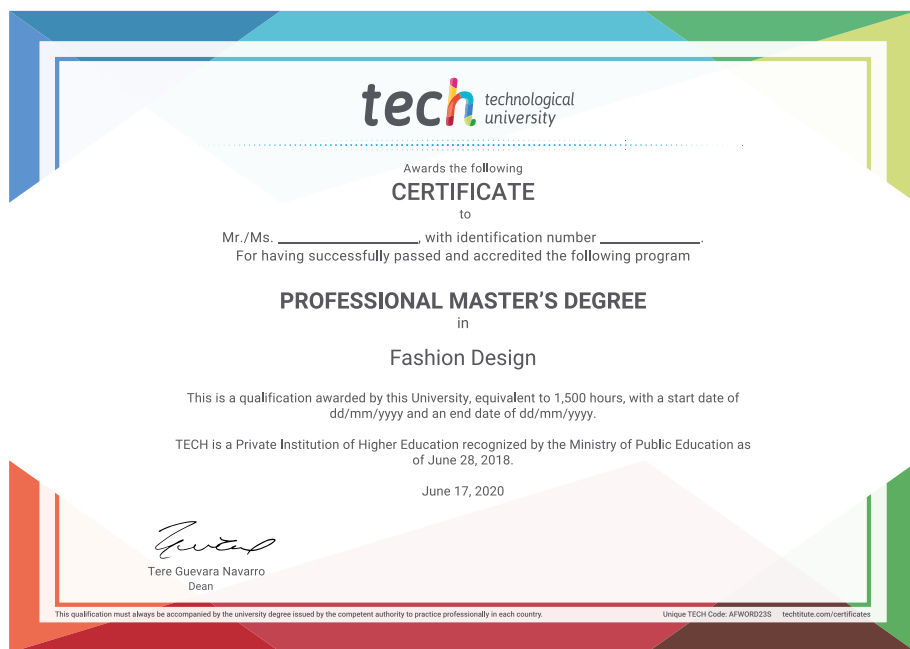 tech technological
university
Awards the following
CERTIFICATE
to
Mr./Ms. ____________________, with identification number ______________.
For having successfully passed and accredited the following program
PROFESSIONAL MASTER'S DEGREE
in
Fashion Design
This is a qualification awarded by this University, equivalent to 1,500 hours, with a start date of
dd/mm/yyyy and an end date of dd/mm/yyyy.
TECH is a Private Institution of Higher Education recognized by the Ministry of Public Education as
of June 28, 2018.
June 17, 2020
Tere Guevara Navarro
Dean
This qualification must always be accompanied by the university degree issued by the competent authority to practice professionally in each country. Unique TECH Code: AFWORD23S techtitute.com/certificates